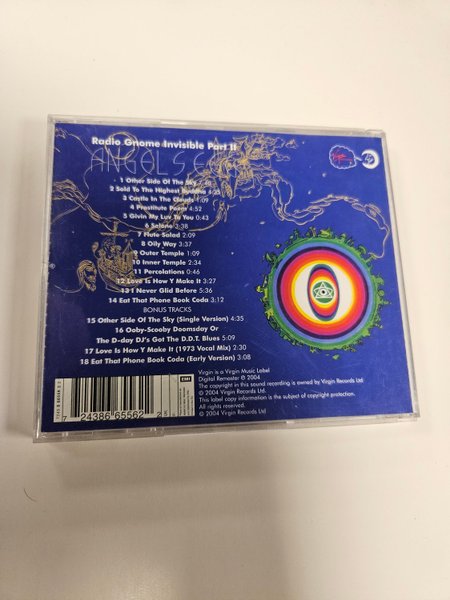 Radio Gnome Invisible Part II
ANGEL'S E
1 Other Side Of The Sky
2 Sold To The Highest Buddha 4:25
3 Castle In The Clouds 1:09
4 Prostitute Poem 4:52
5 Givin My Luv To You 0:43
6 Selene 3:38
7 Flute Salad 2:09
8 Oily Way 3:37
9 Outer Temple 1:09
10 Inner Temple 2:34
11 Percolations 0:46
12 Love Is How Y Make It 3:27
13 I Never Glid Before 5:36
14 Eat That Phone Book Coda 3:12
BONUS TRACKS
15 Other Side Of The Sky (Single Version) 4:35
16 Ooby-Scooby Doomsday Or
The D-day DJ's Got The D.D.T. Blues 5:09
17 Love Is How Y Make It (1973 Vocal Mix) 2:30
18 Eat That Phone Book Coda (Early Version) 3:08
Virgin is a Virgin Music Label
Digital Remaster ℗ 2004
The copyright in this sound recording is owned by Virgin Records Ltd.
© 2004 Virgin Records Ltd.
This label copy information is the subject of copyright protection.
All rights reserved.
© 2004 Virgin Records Ltd
EMI
7 24386 65562 2